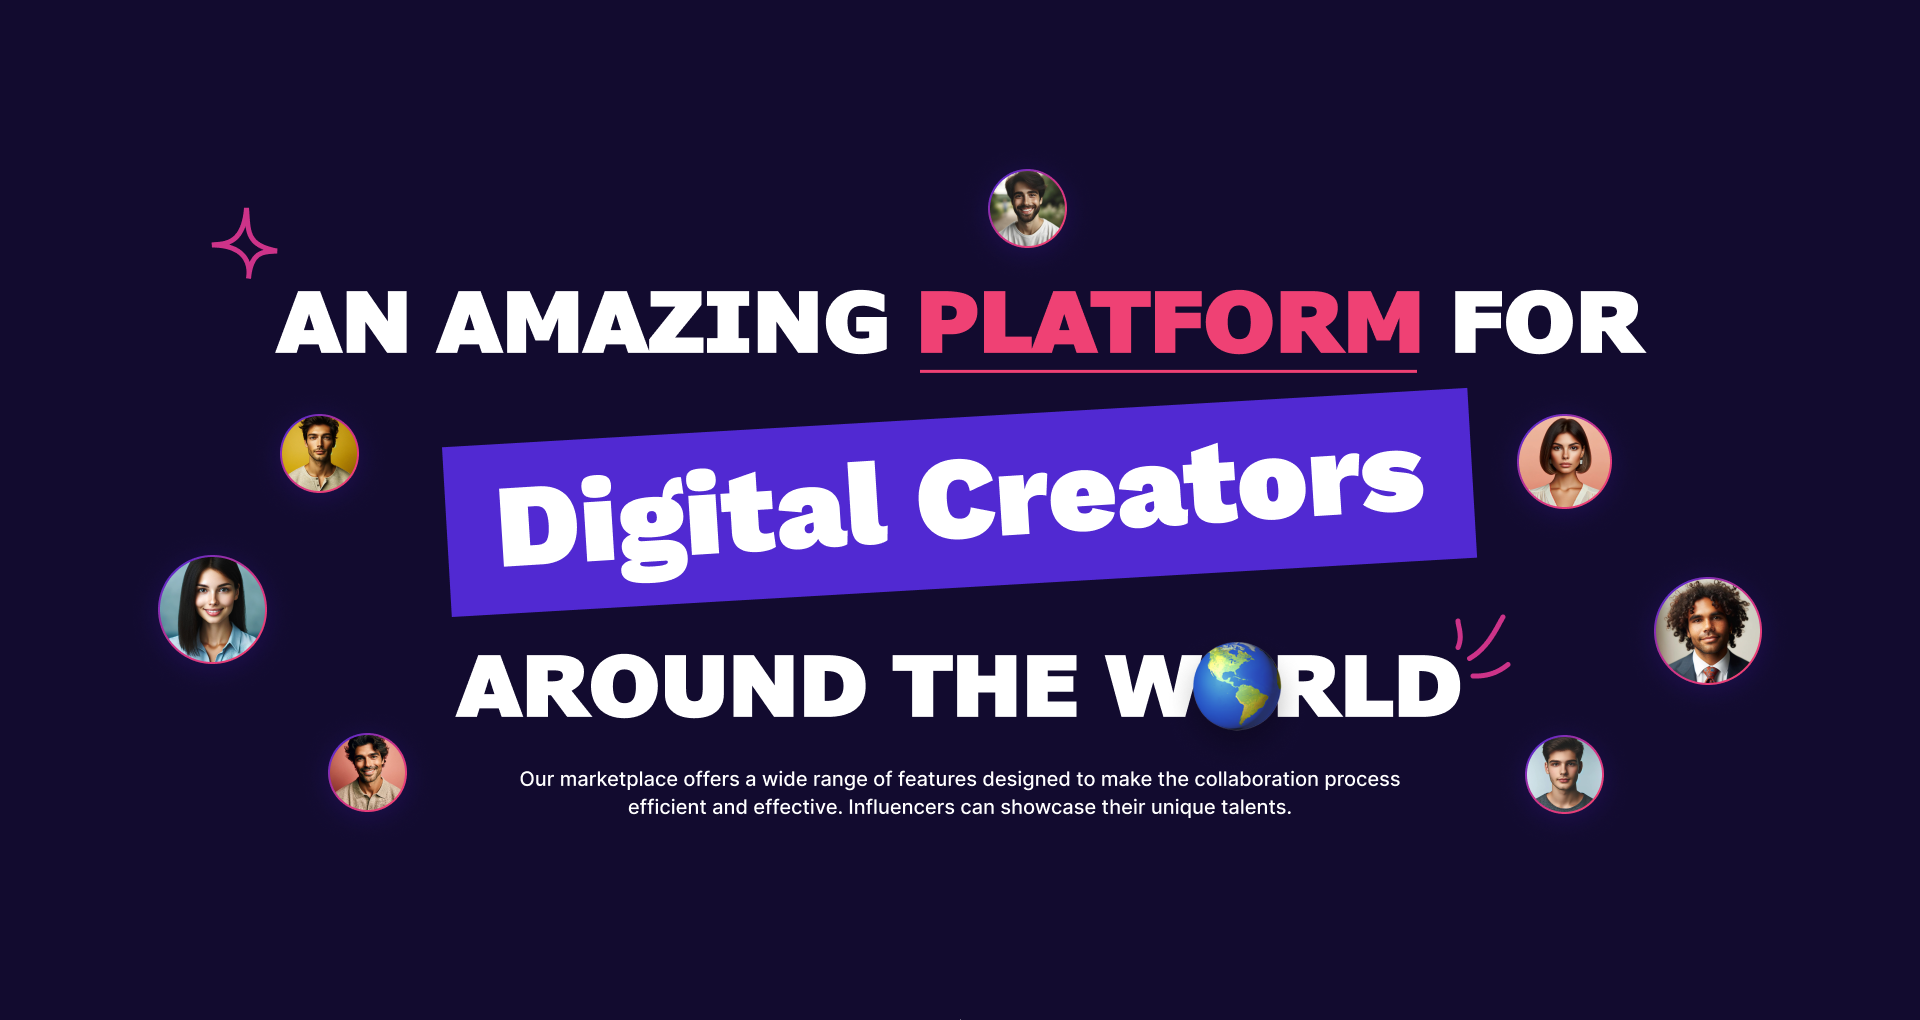 AN AMAZING PLATFORM FOR
Digital Creators
AROUND THE W🌎RLD
Our marketplace offers a wide range of features designed to make the collaboration process
efficient and effective. Influencers can showcase their unique talents.